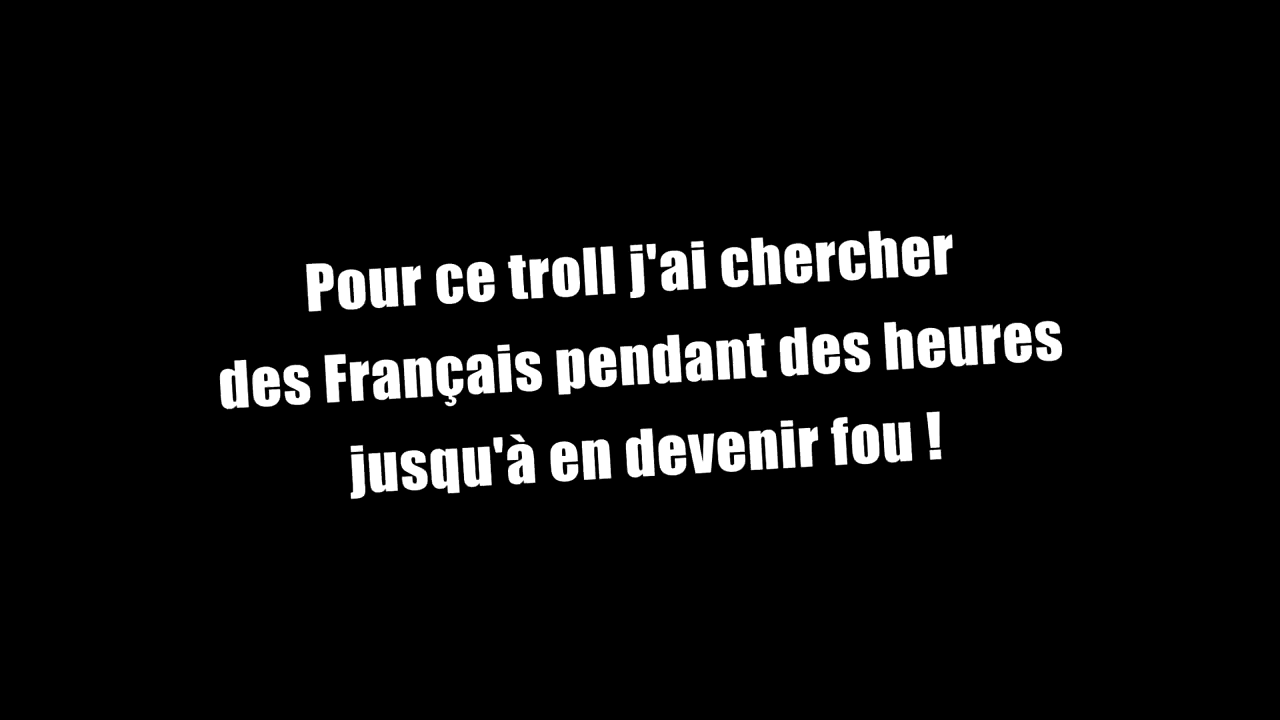 Pour ce troll j'ai chercher
des Français pendant des heures
jusqu'à en devenir fou !